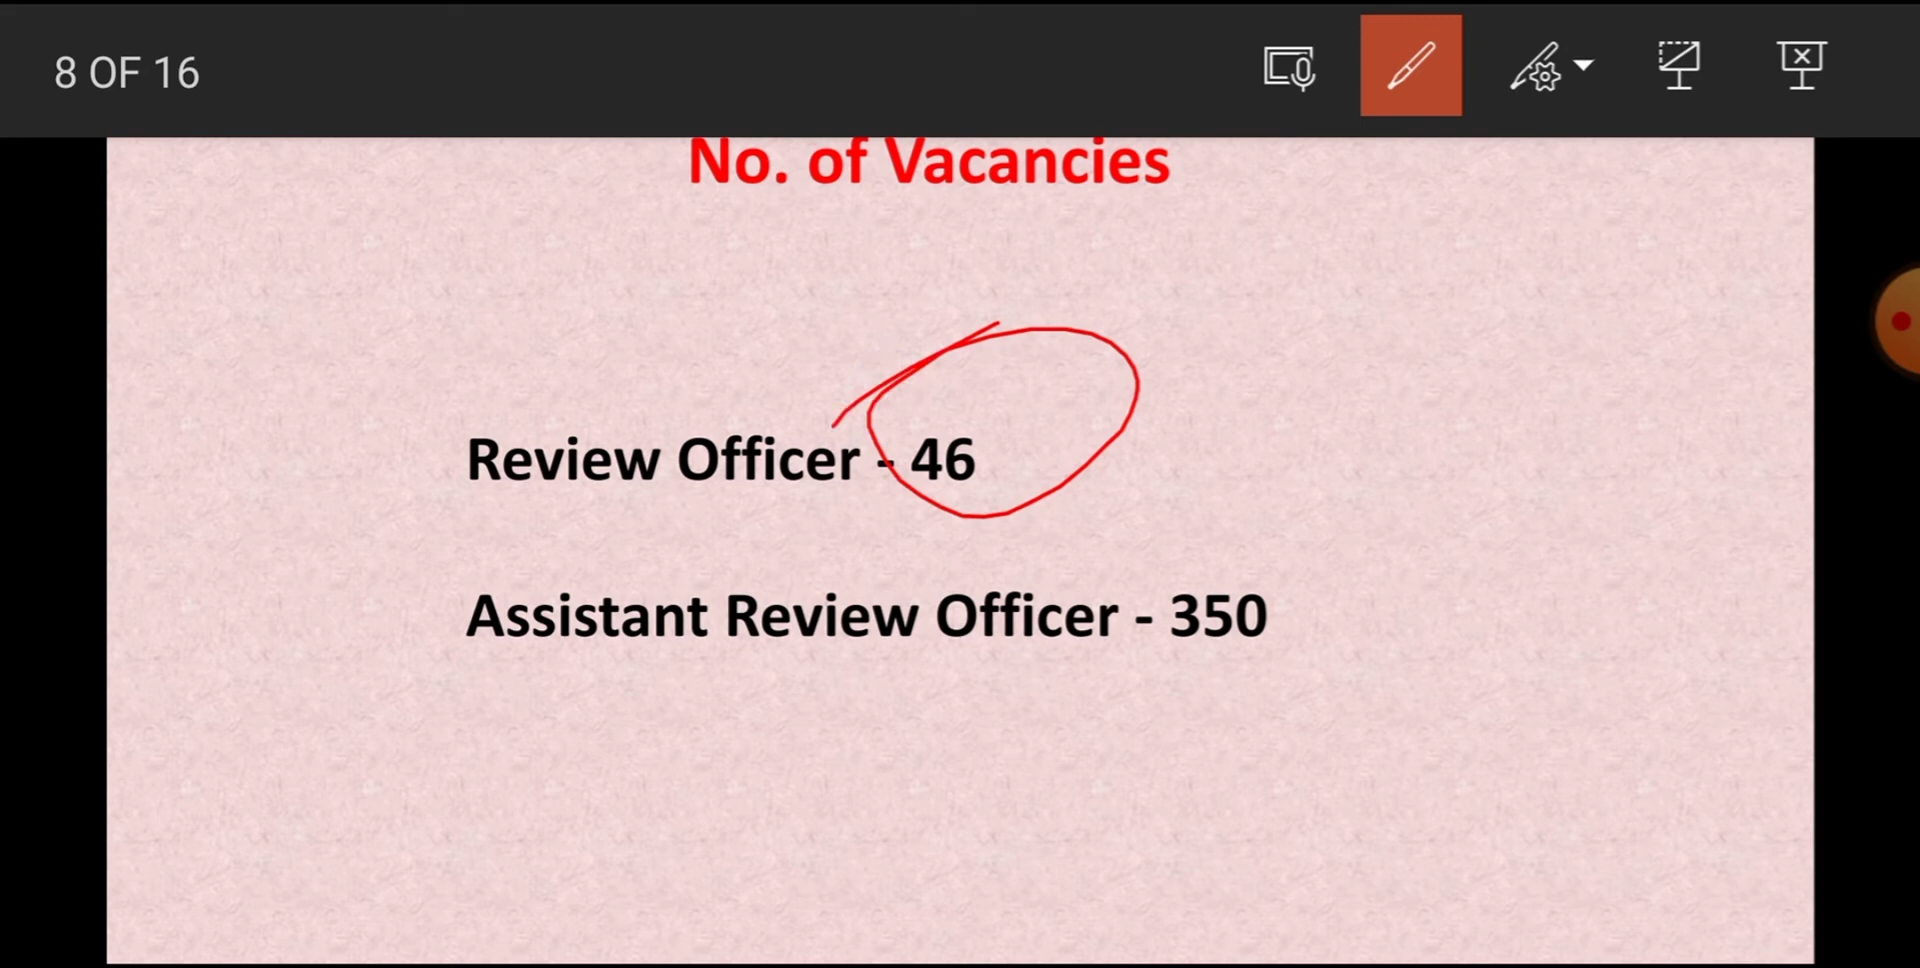 8 OF 16
No. of Vacancies
Review Officer - 46
Assistant Review Officer - 350